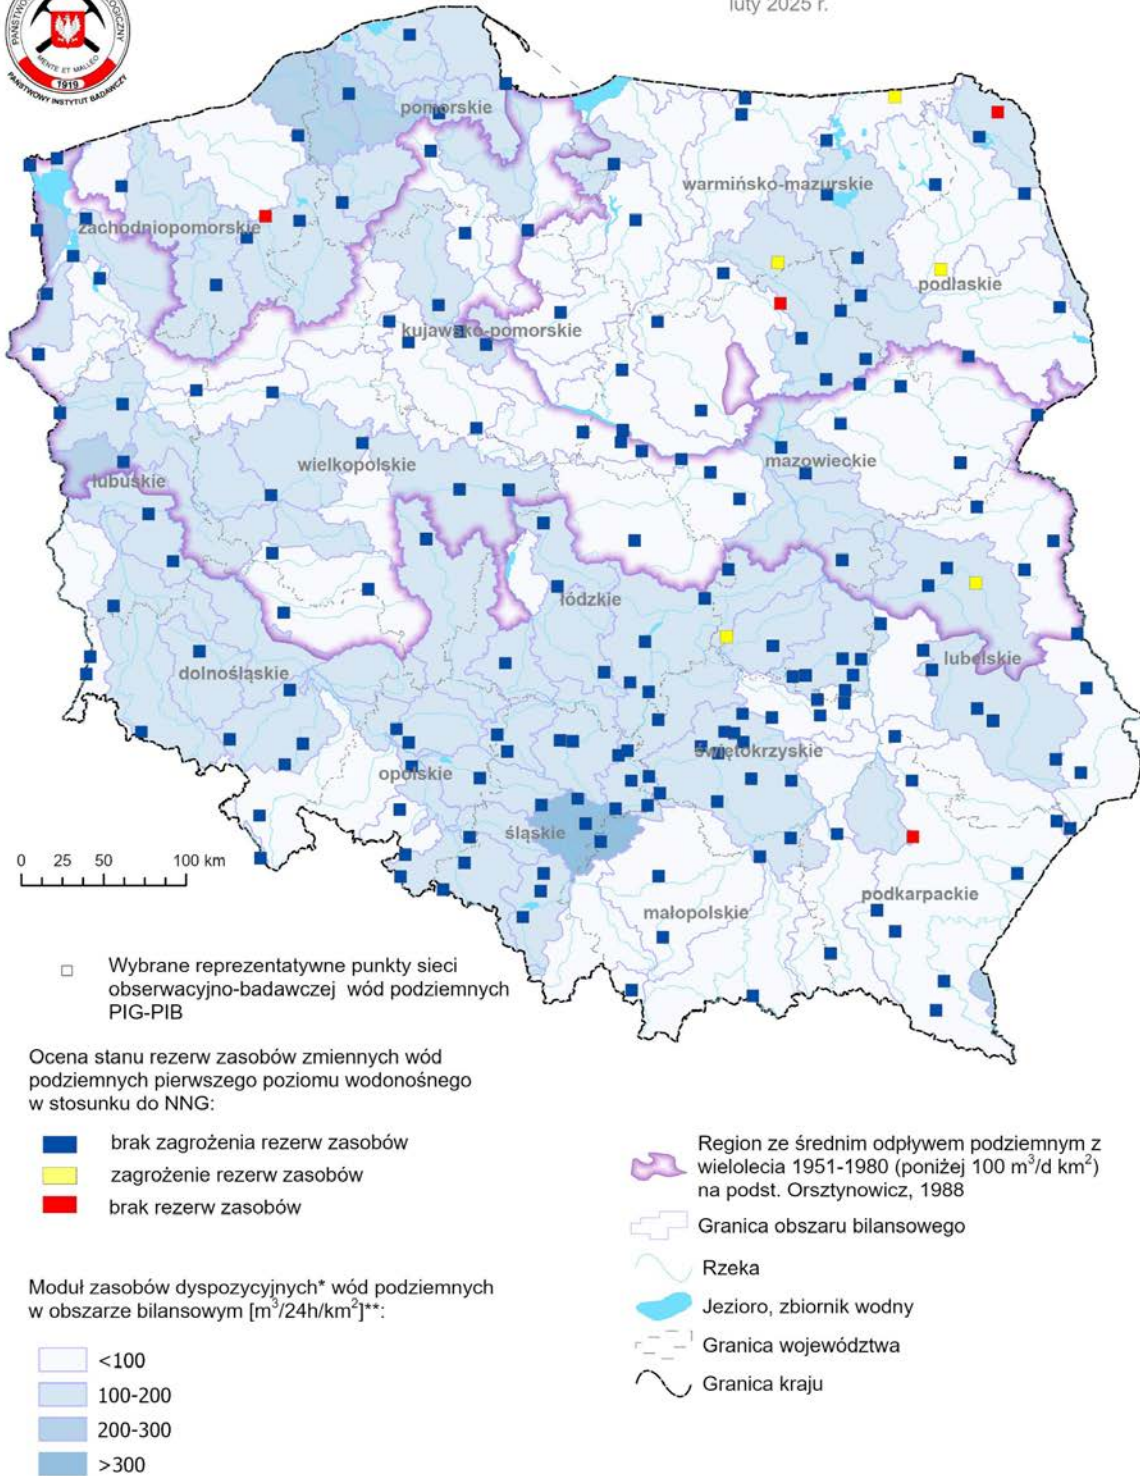 luty 2025 r.
MENTE ET MALLEO
1919
PAŃSTWOWY INSTYTUT BADAWCZY
pomorskie
warmińsko-mazurskie
zachodniopomorskie
podlaskie
kujawsko-pomorskie
wielkopolskie
mazowieckie
lubuskie
łódzkie
lubelskie
dolnośląskie
świętokrzyskie
opolskie
śląskie
0 25 50 100 km
podkarpackie
małopolskie
Wybrane reprezentatywne punkty sieci
obserwacyjno-badawczej wód podziemnych
PIG-PIB
Ocena stanu rezerw zasobów zmiennych wód
podziemnych pierwszego poziomu wodonośnego
w stosunku do NNG:
brak zagrożenia rezerw zasobów
zagrożenie rezerw zasobów
brak rezerw zasobów
Moduł zasobów dyspozycyjnych* wód podziemnych
w obszarze bilansowym [m³/24h/km²]**:
<100
100-200
200-300
>300
Region ze średnim odpływem podziemnym z
wielolecia 1951-1980 (poniżej 100 m³/d km²)
na podst. Orsztynowicz, 1988
Granica obszaru bilansowego
Rzeka
Jezioro, zbiornik wodny
Granica województwa
Granica kraju